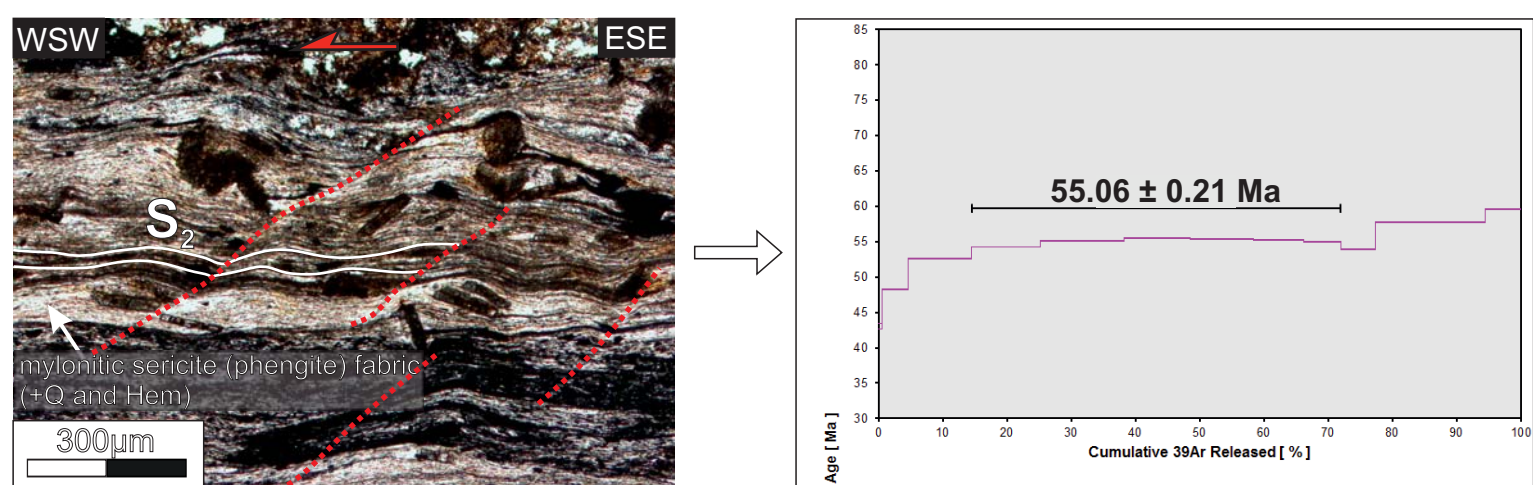 WSW
ESE
S2
mylonitic sericite (phengite) fabric
(+Q and Hem)
300µm
85
80
75
70
65
60
55
50
45
40
35
30
55.06 ± 0.21 Ma
0
10
20
30
40
50
60
70
80
90
100
Age [ Ma ]
Cumulative 39Ar Released [ % ]